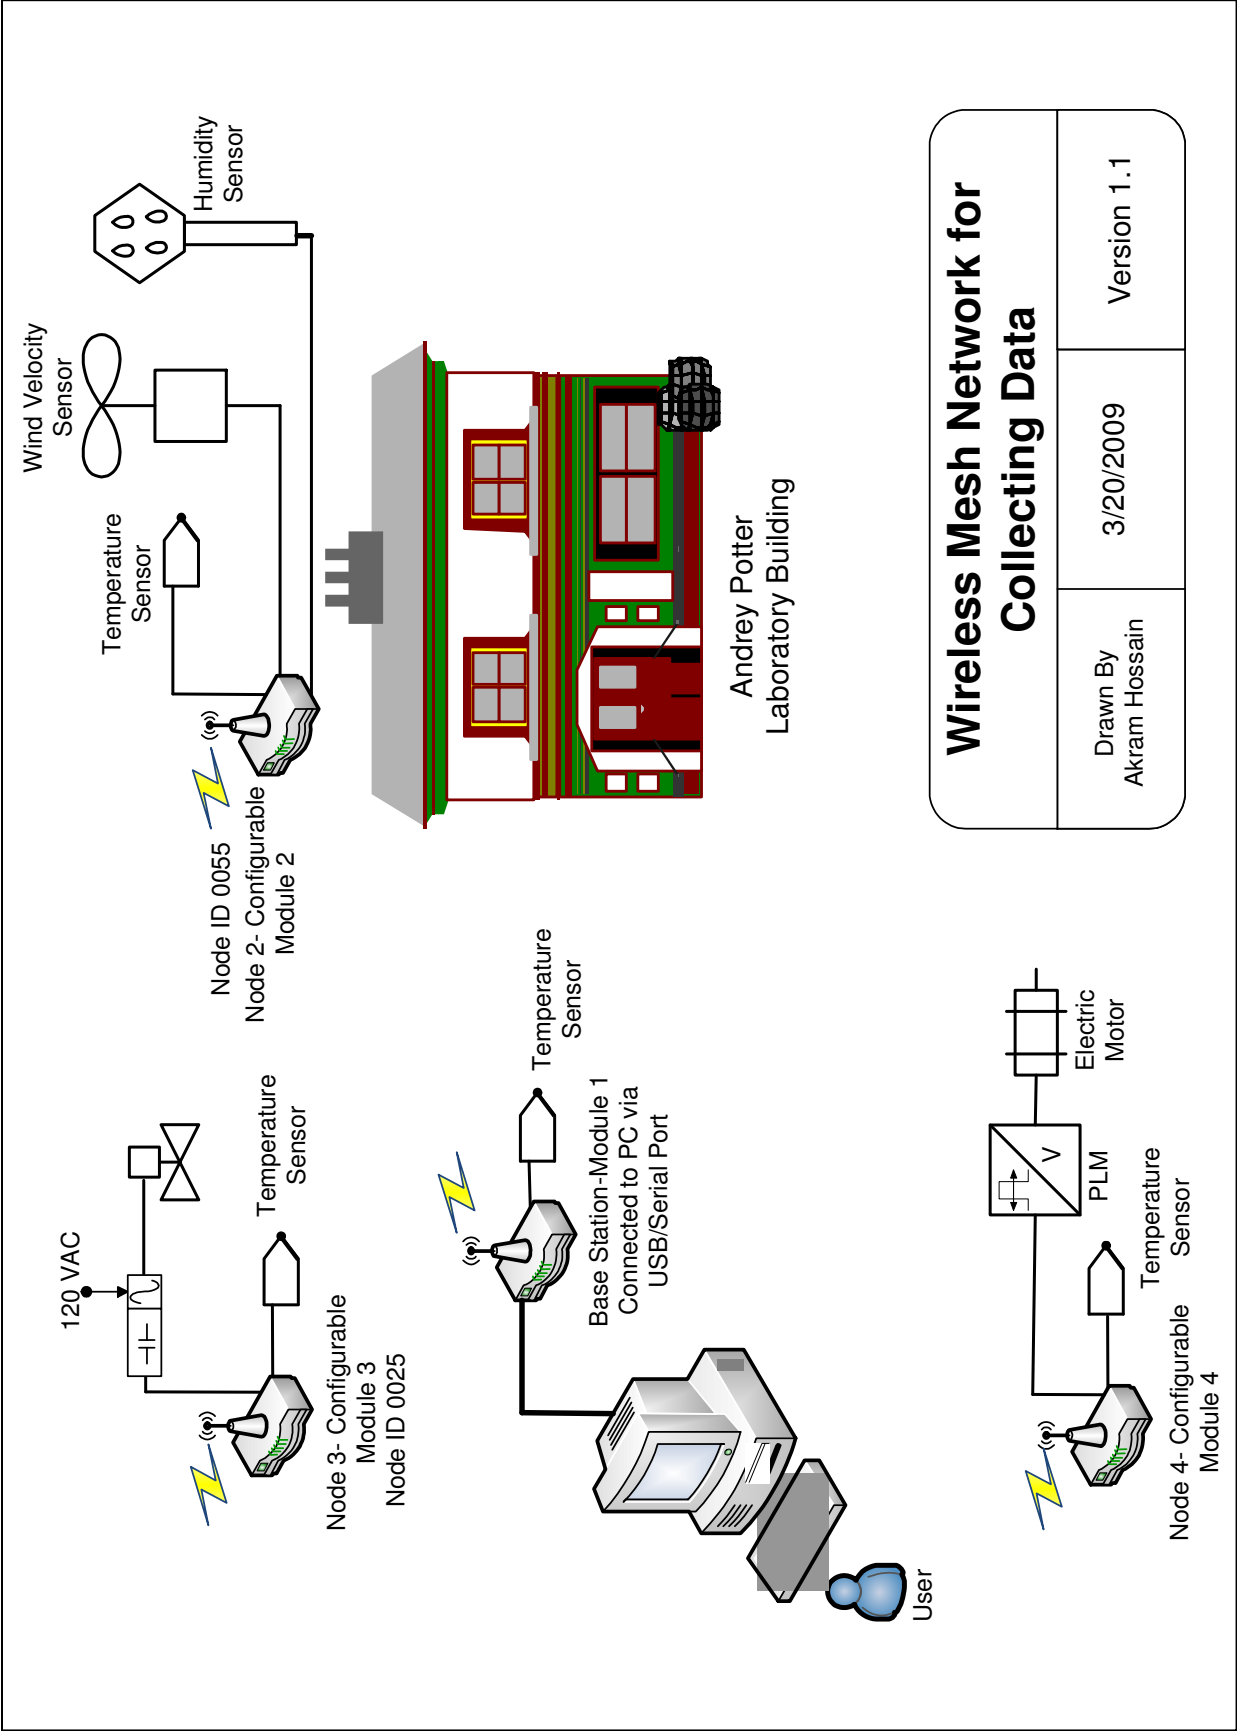 120 VAC
Temperature
Sensor
Node 3- Configurable
Module 3
Node ID 0025
Node ID 0055
Node 2- Configurable
Module 2
Temperature
Sensor
Wind Velocity
Sensor
Humidity
Sensor
Temperature
Sensor
Base Station-Module 1
Connected to PC via
USB/Serial Port
User
Andrey Potter
Laboratory Building
Node 4- Configurable
Module 4
Temperature
Sensor
V
PLM
Electric
Motor
Wireless Mesh Network for
Collecting Data
Drawn By
Akram Hossain
3/20/2009
Version 1.1